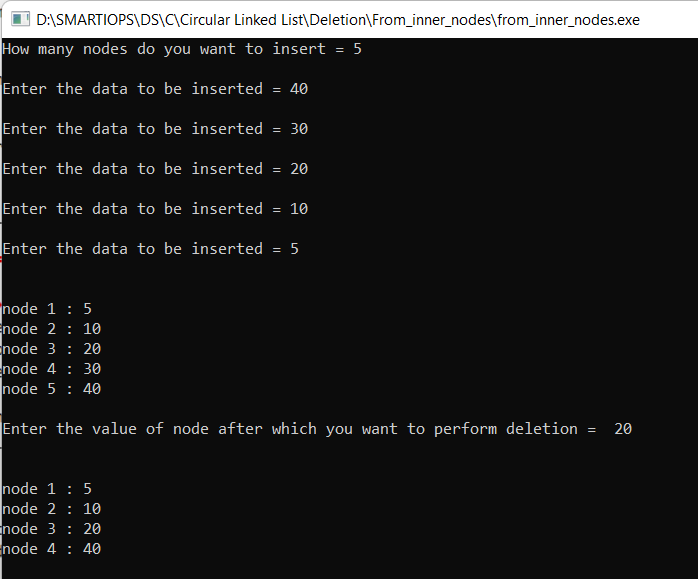 D:\SMARTIOPS\DS\C\Circular Linked List\Deletion\From_inner_nodes\from_inner_nodes.exe
How many nodes do you want to insert = 5
Enter the data to be inserted = 40
Enter the data to be inserted = 30
Enter the data to be inserted = 20
Enter the data to be inserted = 10
Enter the data to be inserted = 5
node 1 : 5
node 2 : 10
node 3 : 20
node 4 : 30
node 5 : 40
Enter the value of node after which you want to perform deletion =  20
node 1 : 5
node 2 : 10
node 3 : 20
node 4 : 40